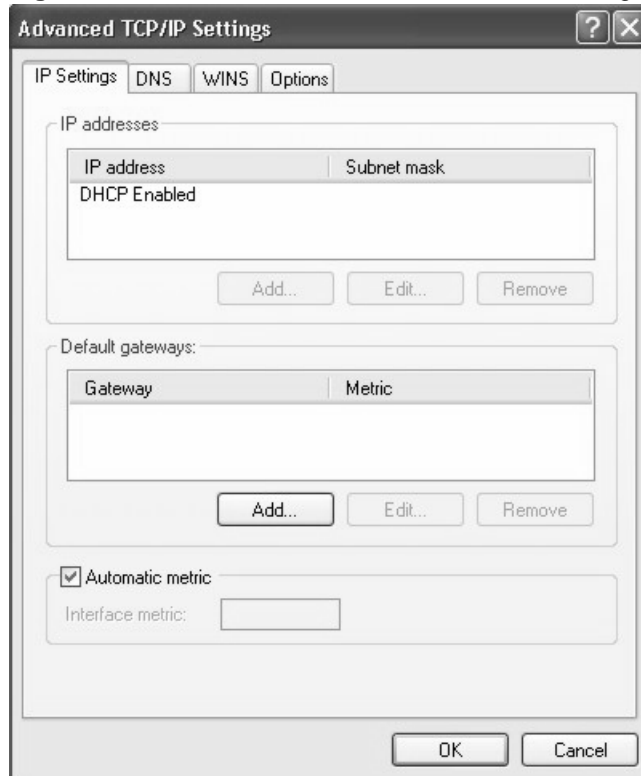 Advanced TCP/IP Settings
IP Settings DNS WINS Options
IP addresses
IP address Subnet mask
DHCP Enabled
Add... Edit... Remove
Default gateways:
Gateway Metric
Add... Edit... Remove
Automatic metric
Interface metric:
OK Cancel